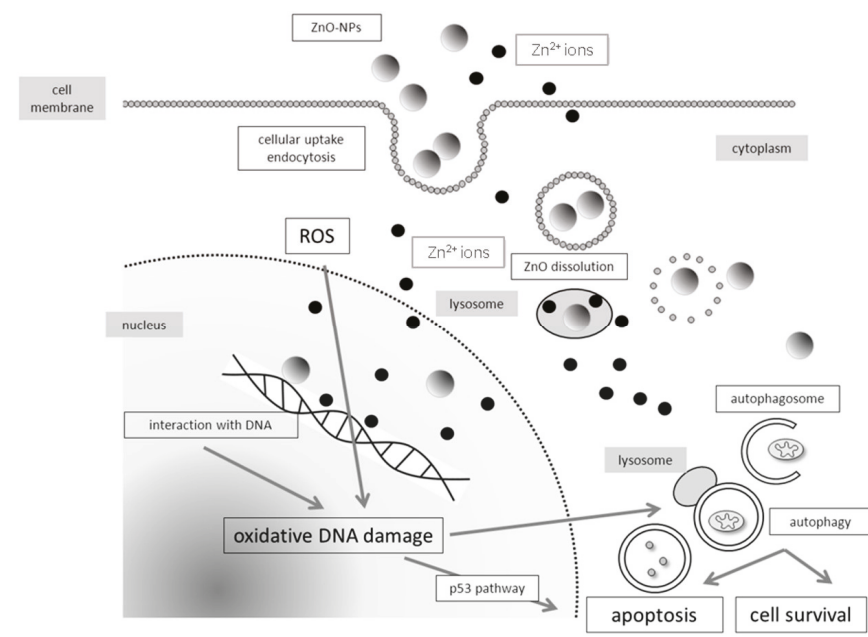 ZnO-NPs
Zn²⁺ ions
cell
membrane
cellular uptake
endocytosis
cytoplasm
ROS
Zn²⁺ ions
ZnO dissolution
lysosome
nucleus
autophagosome
interaction with DNA
lysosome
autophagy
oxidative DNA damage
p53 pathway
apoptosis
cell survival